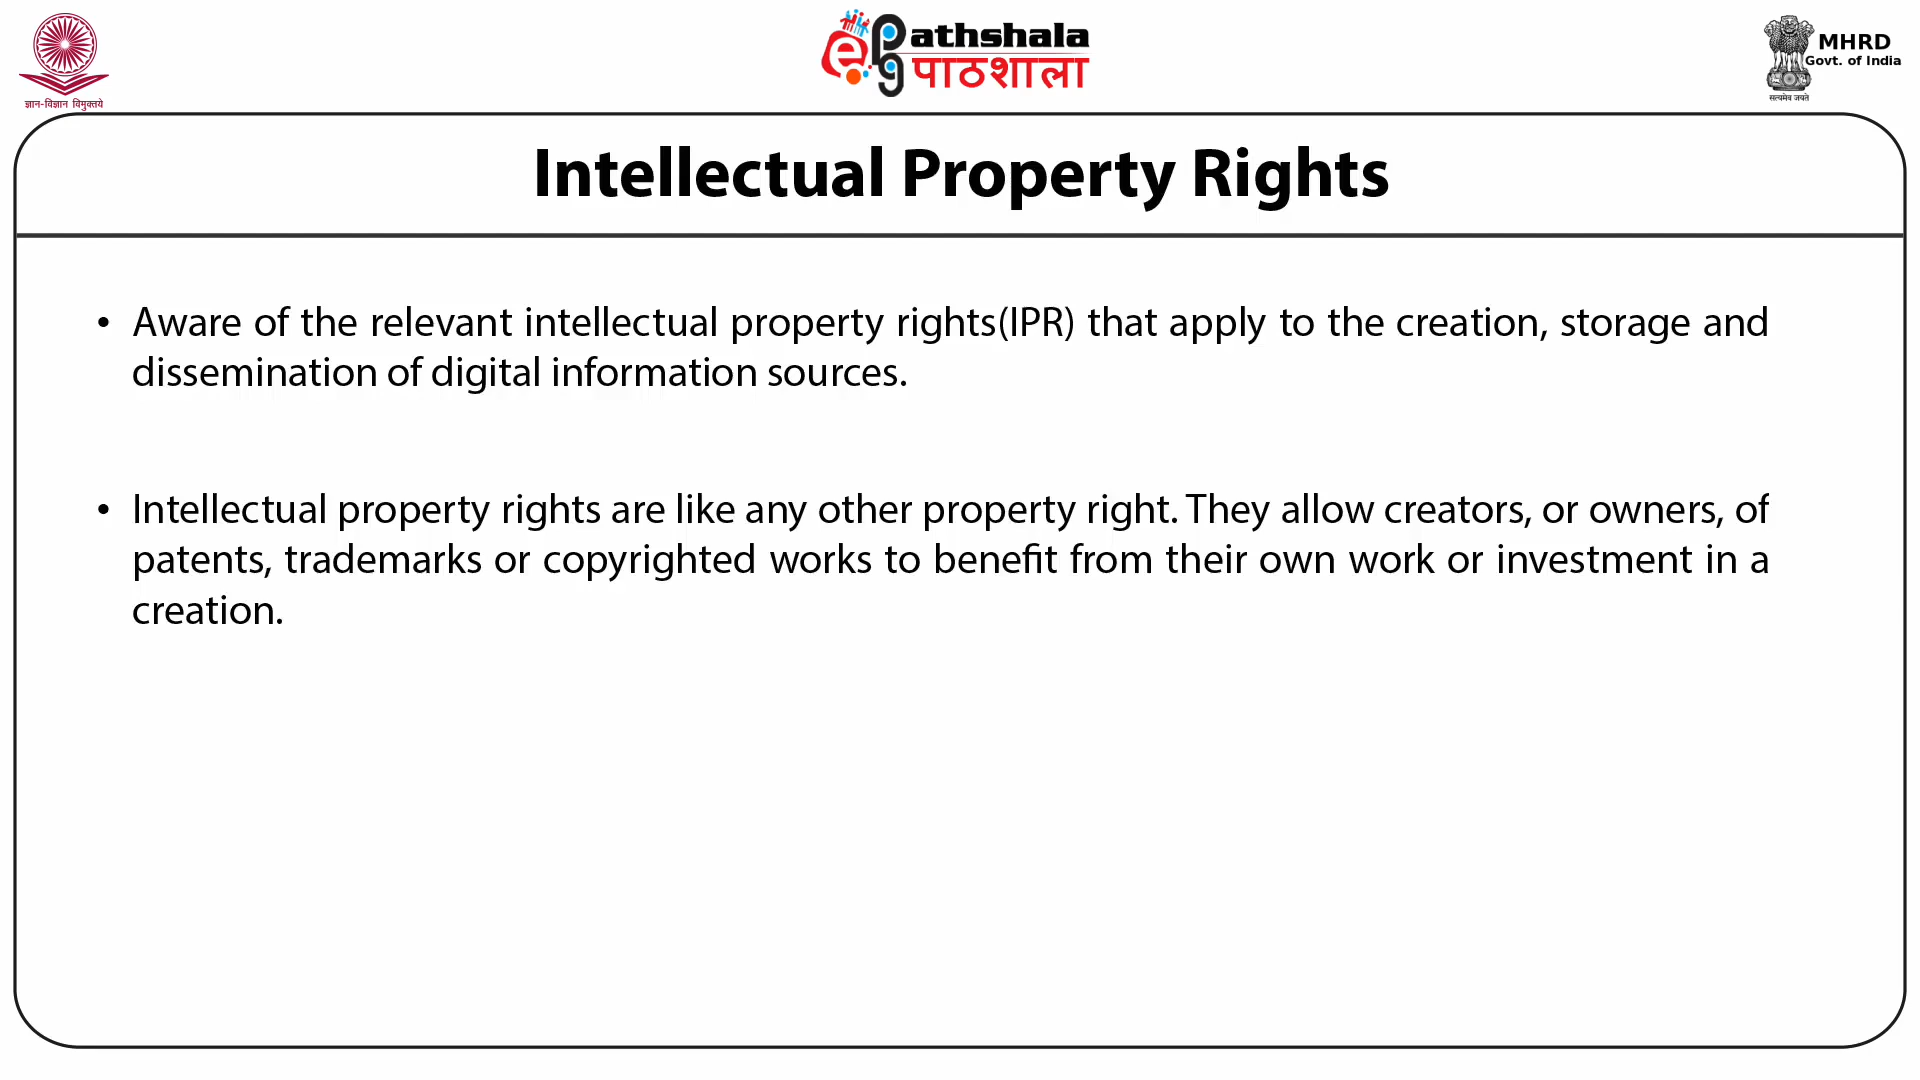 ज्ञान-विज्ञान विमुक्तये
ePG
athshala
पाठशाला
MHRD
Govt. of India
सत्यमेव जयते
Intellectual Property Rights
• Aware of the relevant intellectual property rights(IPR) that apply to the creation, storage and
dissemination of digital information sources.
• Intellectual property rights are like any other property right. They allow creators, or owners, of
patents, trademarks or copyrighted works to benefit from their own work or investment in a
creation.